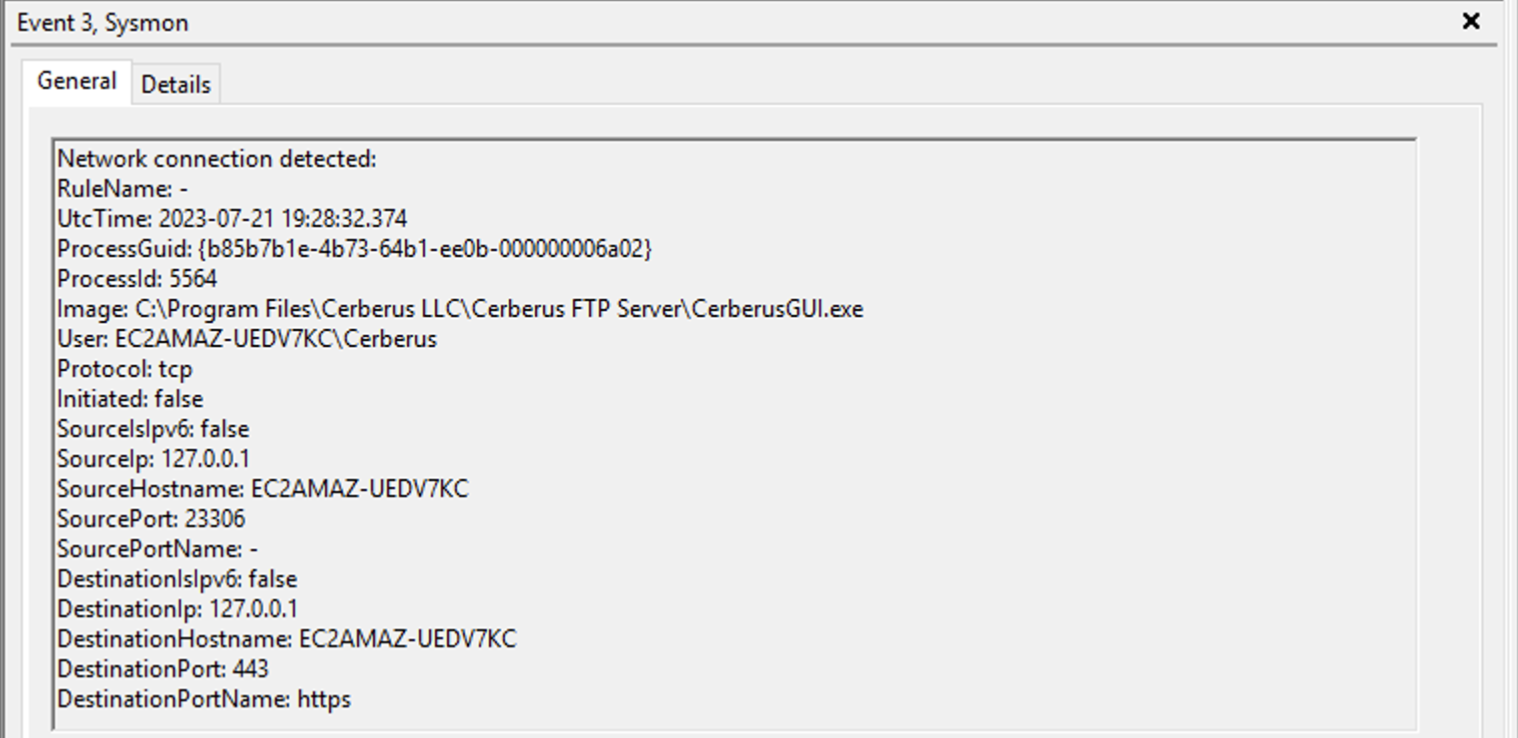 Event 3, Sysmon
General
Details
Network connection detected:
RuleName: -
UtcTime: 2023-07-21 19:28:32.374
ProcessGuid: {b85b7b1e-4b73-64b1-ee0b-000000006a02}
ProcessId: 5564
Image: C:\Program Files\Cerberus LLC\Cerberus FTP Server\CerberusGUI.exe
User: EC2AMAZ-UEDV7KC\Cerberus
Protocol: tcp
Initiated: false
SourceIsIpv6: false
SourceIp: 127.0.0.1
SourceHostname: EC2AMAZ-UEDV7KC
SourcePort: 23306
SourcePortName: -
DestinationIsIpv6: false
DestinationIp: 127.0.0.1
DestinationHostname: EC2AMAZ-UEDV7KC
DestinationPort: 443
DestinationPortName: https